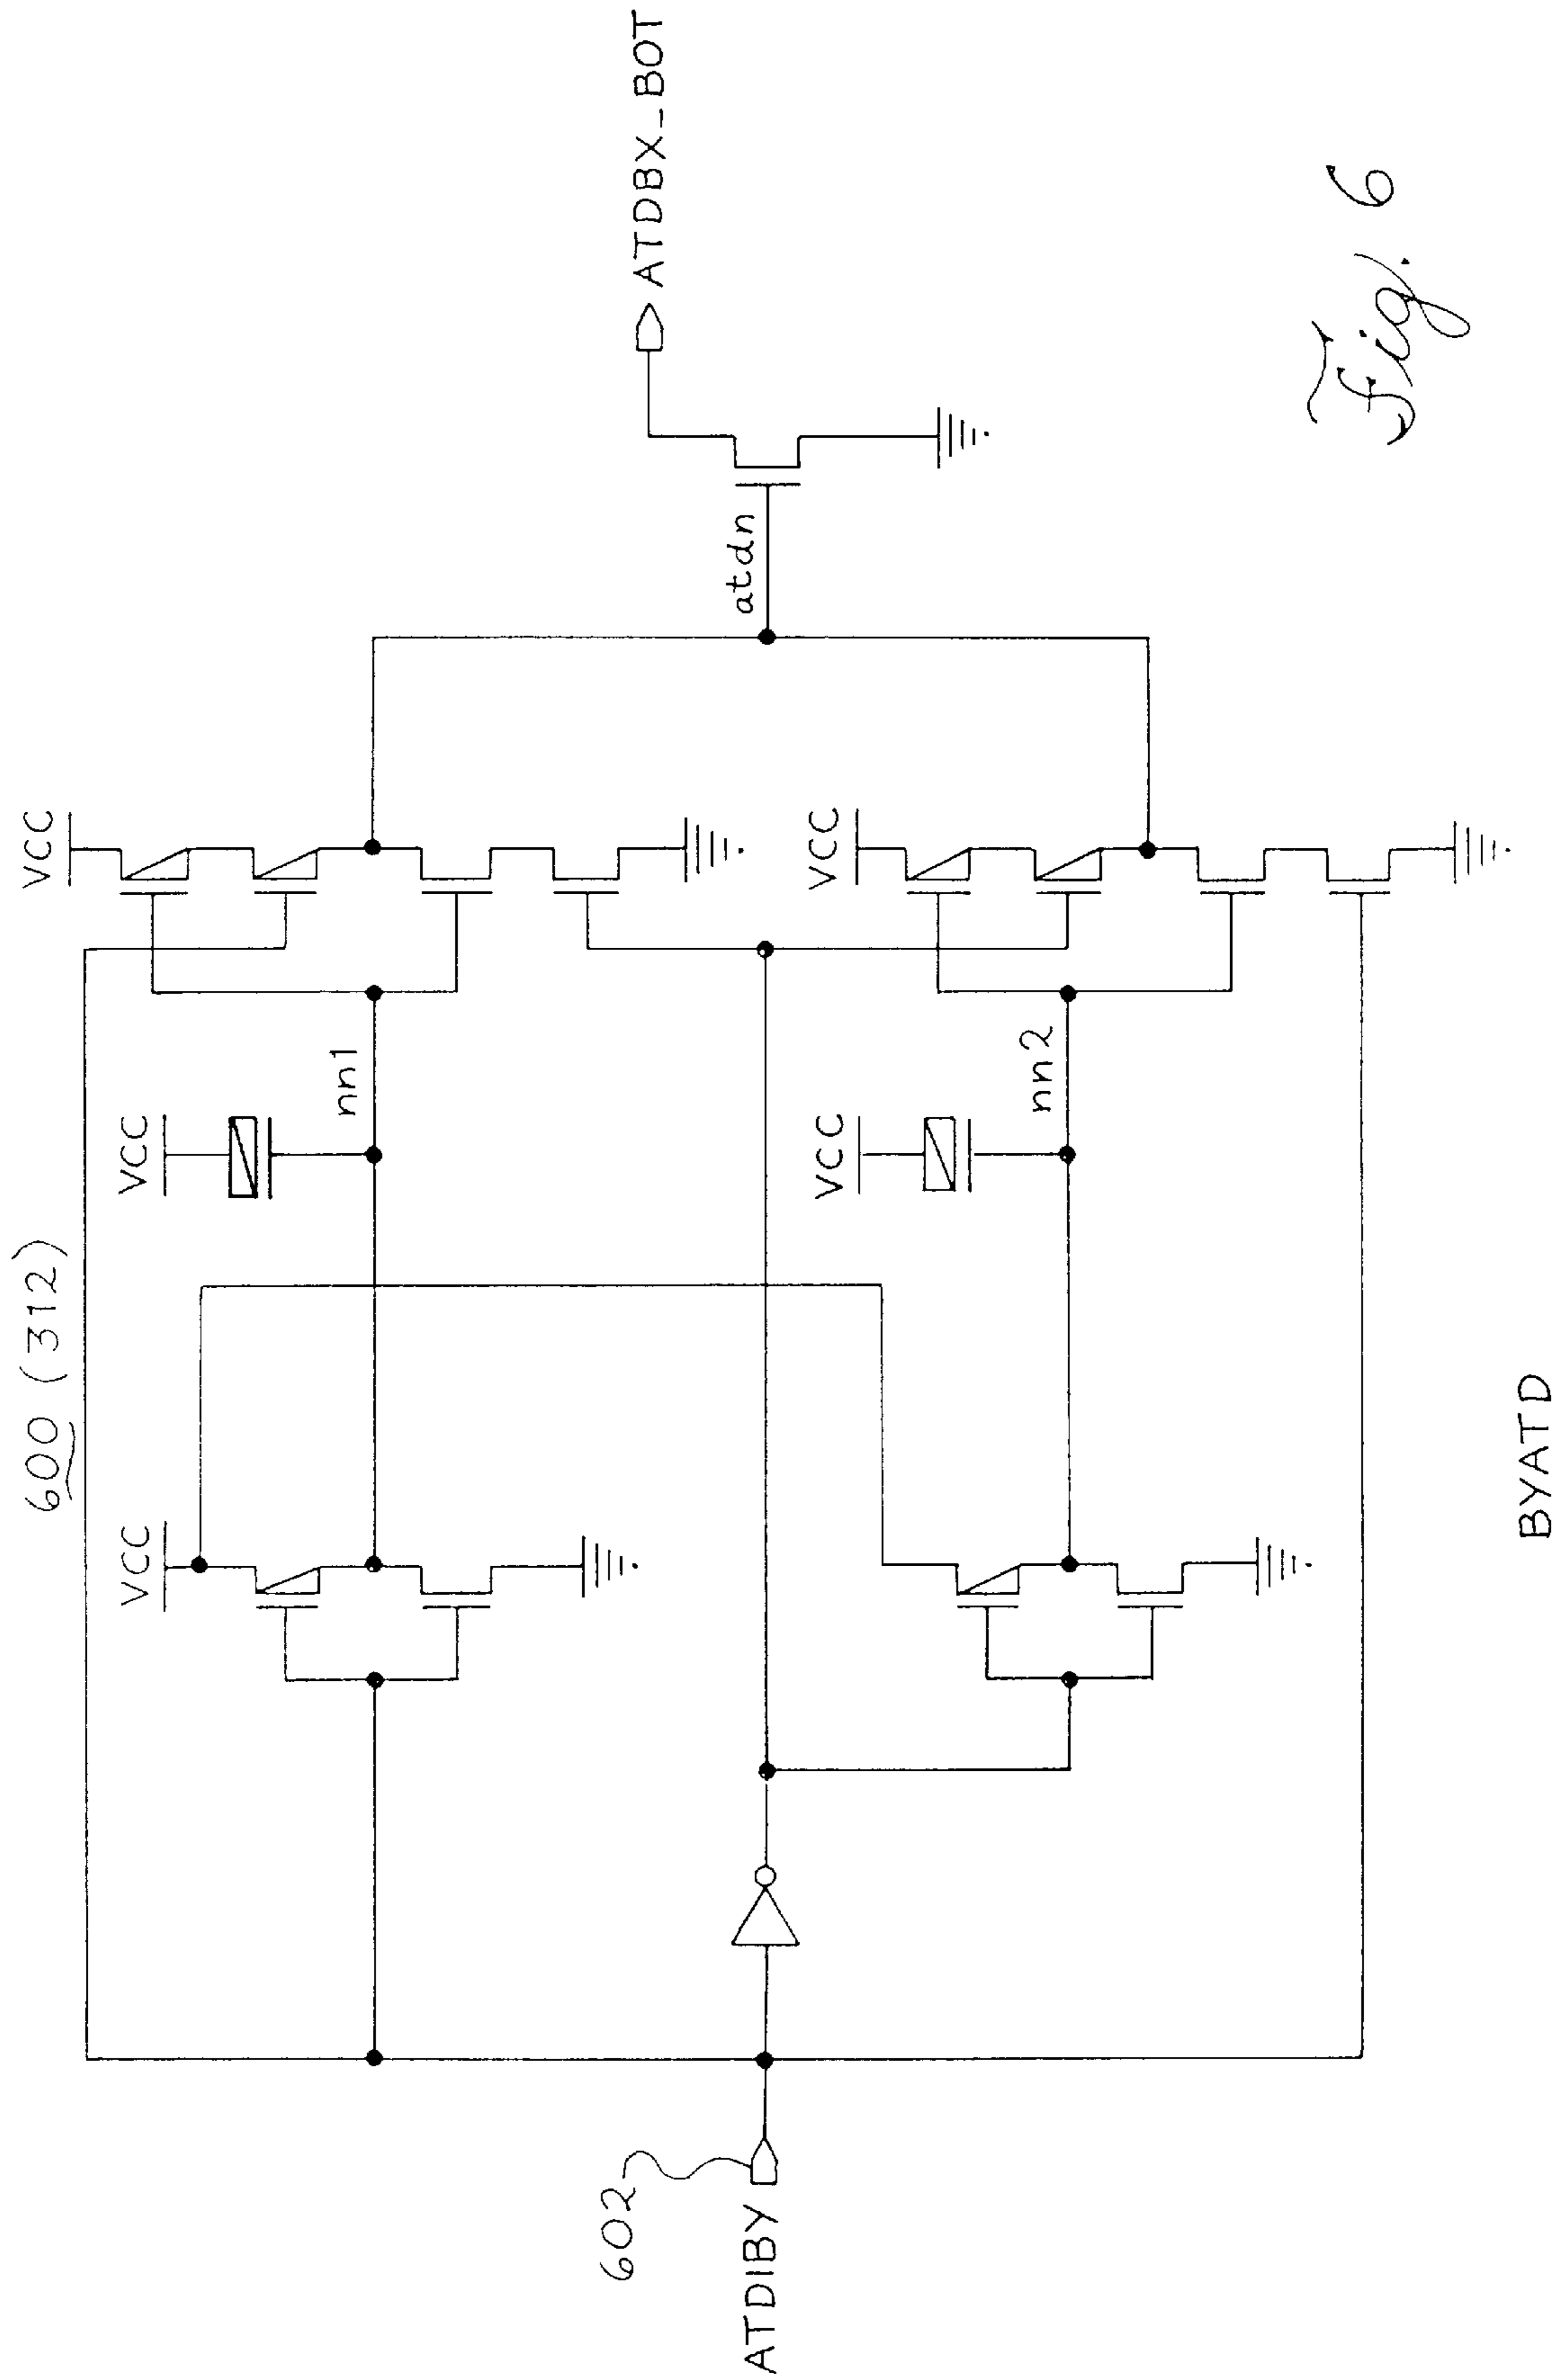 600 (312)
VCC
VCC
VCC
nn1
ATDBX_BOT
atdn
602
ATDIBY
VCC
VCC
nn2
BYATD
Fig. 6